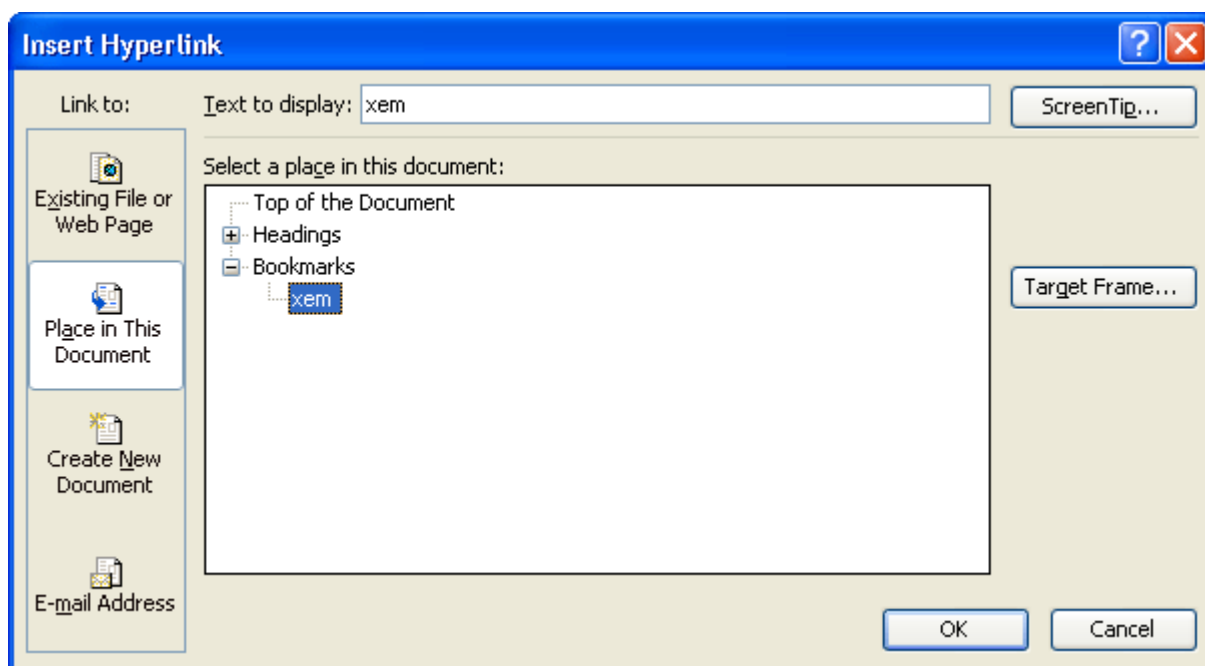 Insert Hyperlink
Link to:
Text to display: xem
ScreenTip...
Existing File or
Web Page
Place in This
Document
Create New
Document
E-mail Address
Select a place in this document:
Top of the Document
Headings
Bookmarks
xem
Target Frame...
OK
Cancel